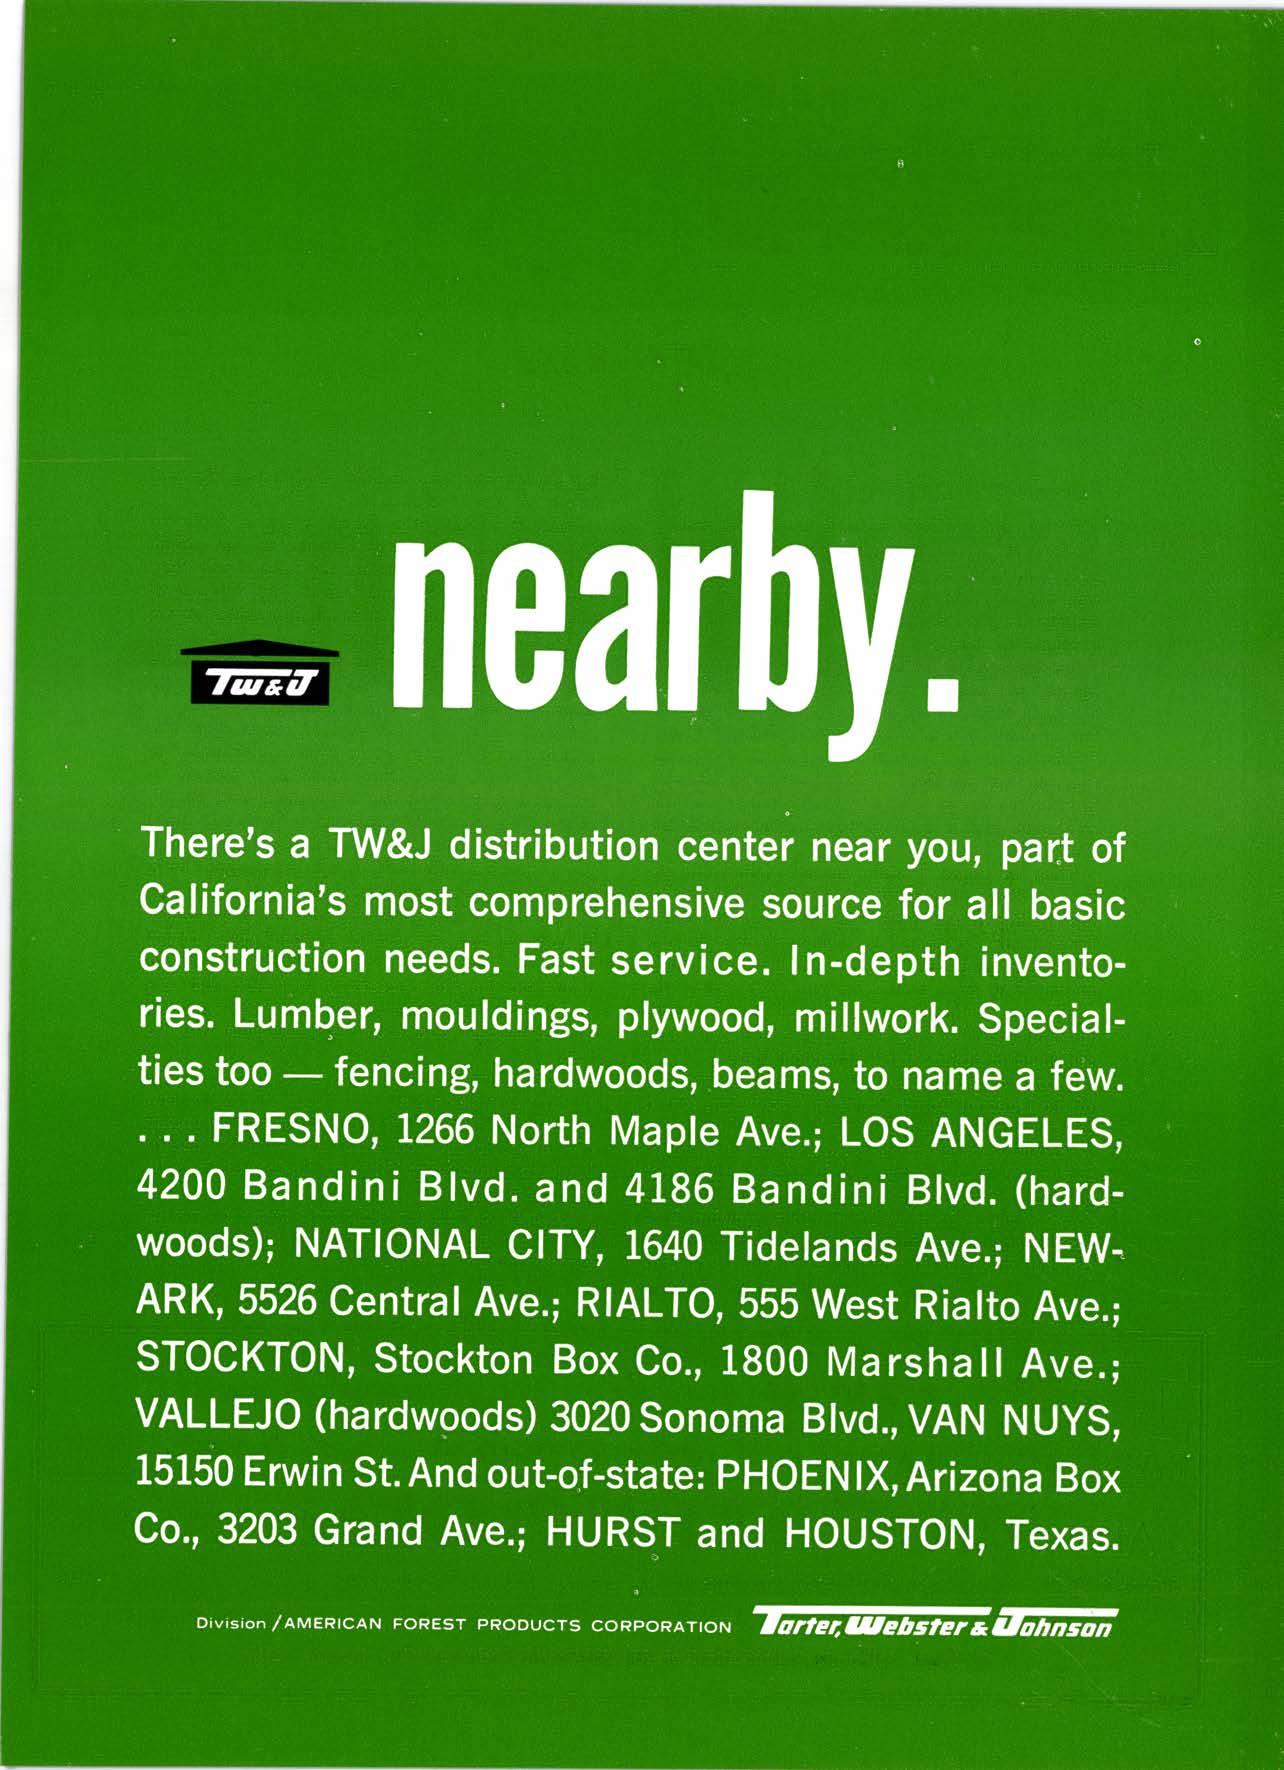 nearby.
TW&J
There's a TW&J distribution center near you, part of
California's most comprehensive source for all basic
construction needs. Fast service. In-depth invento-
ries. Lumber, mouldings, plywood, millwork. Special-
ties too — fencing, hardwoods, beams, to name a few.
. . . FRESNO, 1266 North Maple Ave.; LOS ANGELES,
4200 Bandini Blvd. and 4186 Bandini Blvd. (hard-
woods); NATIONAL CITY, 1640 Tidelands Ave.; NEW-
ARK, 5526 Central Ave.; RIALTO, 555 West Rialto Ave.;
STOCKTON, Stockton Box Co., 1800 Marshall Ave.;
VALLEJO (hardwoods) 3020 Sonoma Blvd., VAN NUYS,
15150 Erwin St. And out-of-state: PHOENIX, Arizona Box
Co., 3203 Grand Ave.; HURST and HOUSTON, Texas.
Division / AMERICAN FOREST PRODUCTS CORPORATION Tarter, Webster & Johnson